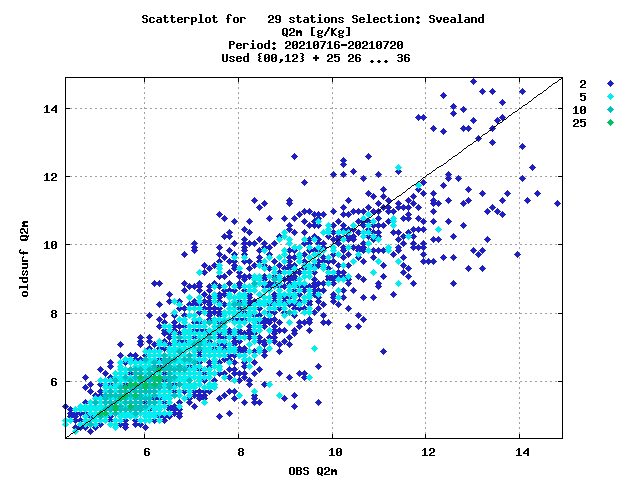 Scatterplot for   29 stations Selection: Svealand
Q2m [g/Kg]
Period: 20210716-20210720
Used {00,12} + 25 26 ... 36
2
5
10
25
14
12
10
8
6
oldsurf Q2m
6 8 10 12 14
OBS Q2m